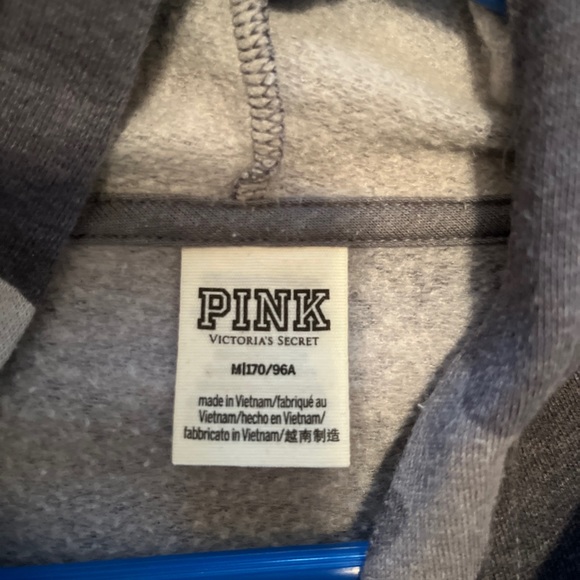 PINK
VICTORIA'S SECRET
M|170/96A
made in Vietnam/fabriqué au
Vietnam/hecho en Vietnam/
fabbricato in Vietnam/越南制造